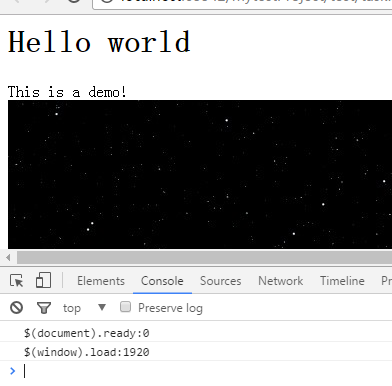 Hello world
This is a demo!
Elements Console Sources Network Timeline
top Preserve log
$(document).ready:0
$(window).load:1920